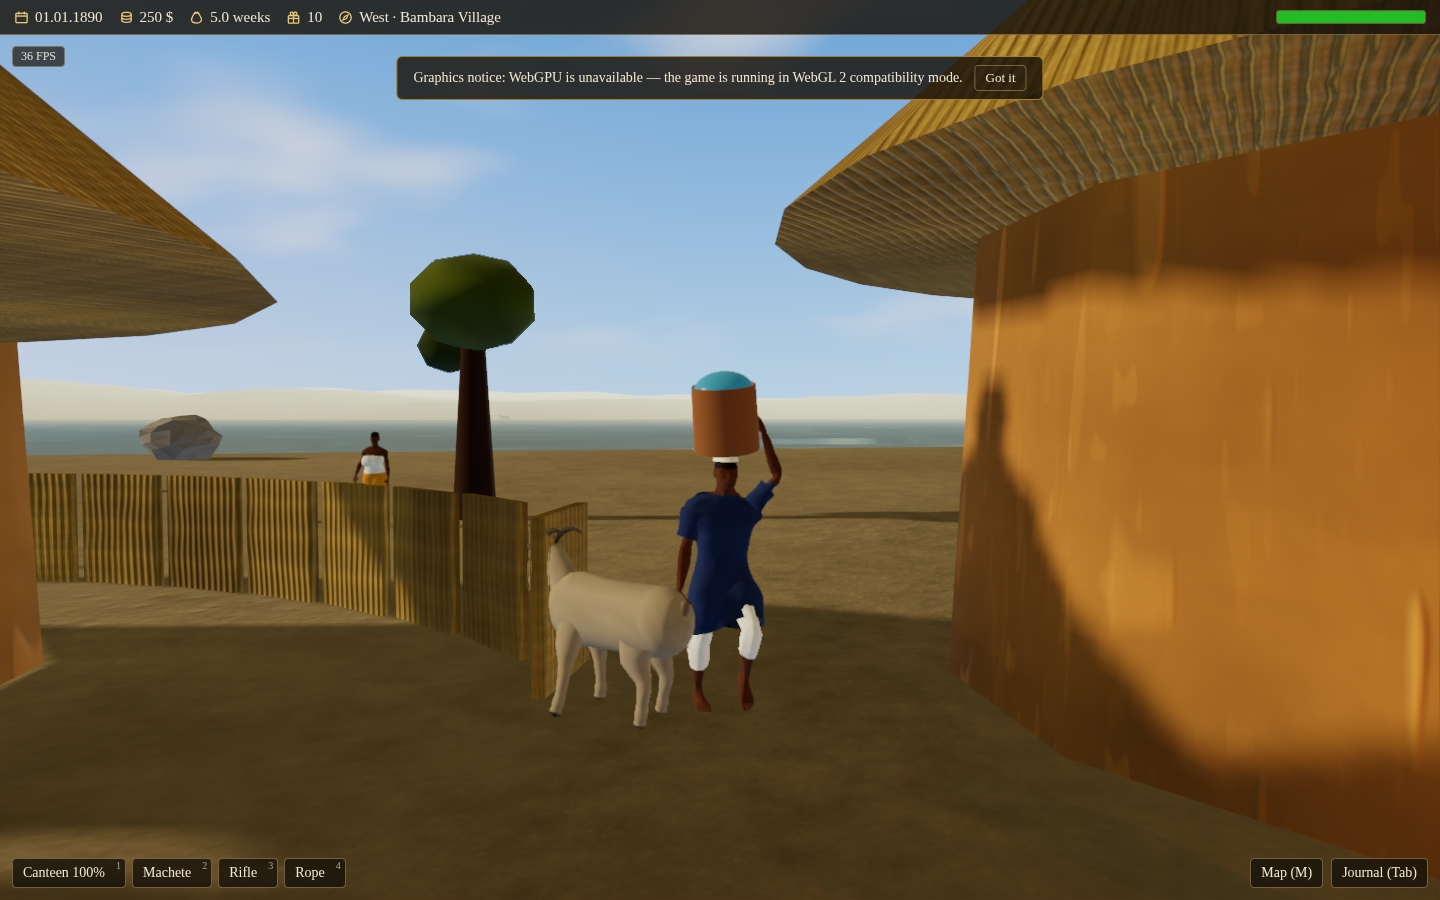 01.01.1890 250 $ 5.0 weeks 10 West · Bambara Village
36 FPS
Graphics notice: WebGPU is unavailable — the game is running in WebGL 2 compatibility mode. Got it
Canteen 100% 1 Machete 2 Rifle 3 Rope 4 Map (M) Journal (Tab)